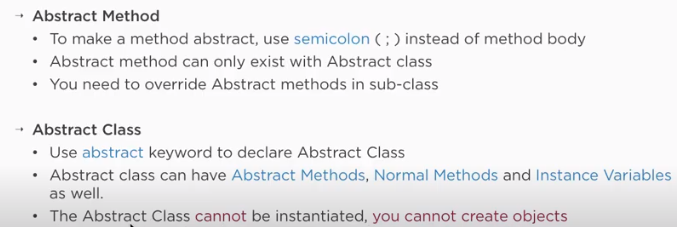 → Abstract Method
• To make a method abstract, use semicolon ( ; ) instead of method body
• Abstract method can only exist with Abstract class
• You need to override Abstract methods in sub-class
→ Abstract Class
• Use abstract keyword to declare Abstract Class
• Abstract class can have Abstract Methods, Normal Methods and Instance Variables
as well.
• The Abstract Class cannot be instantiated, you cannot create objects